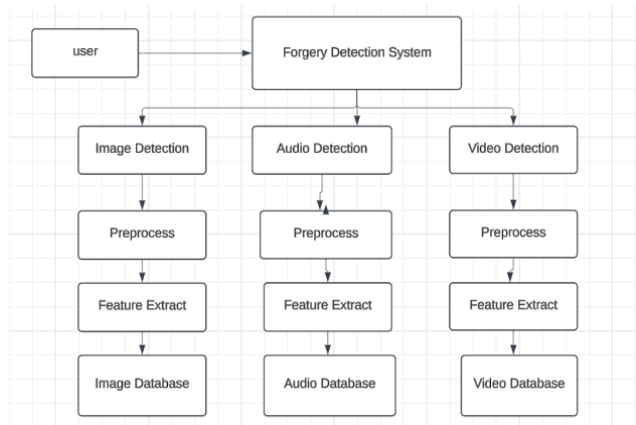 user
Forgery Detection System
Image Detection
Audio Detection
Video Detection
Preprocess
Preprocess
Preprocess
Feature Extract
Feature Extract
Feature Extract
Image Database
Audio Database
Video Database